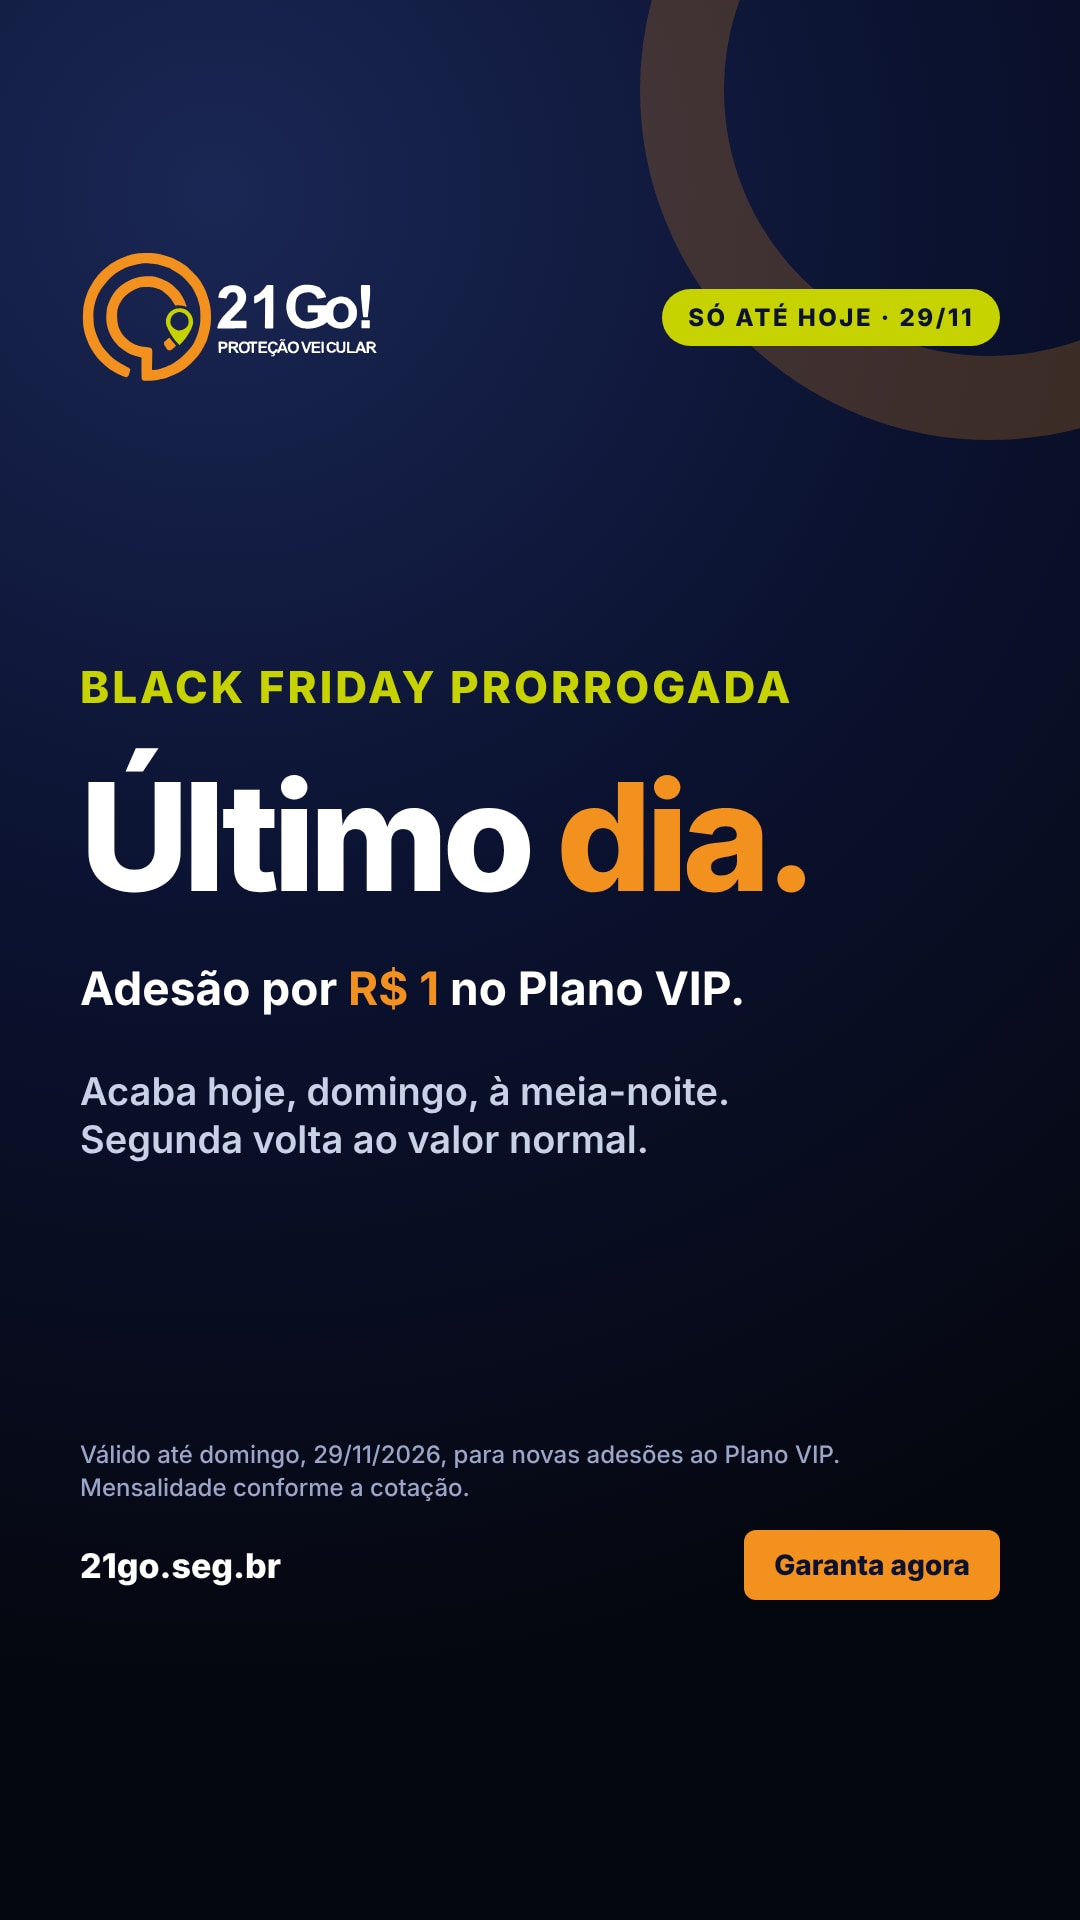 21Go!
PROTEÇÃO VEICULAR
SÓ ATÉ HOJE · 29/11
BLACK FRIDAY PRORROGADA
Último dia.
Adesão por R$ 1 no Plano VIP.
Acaba hoje, domingo, à meia-noite.
Segunda volta ao valor normal.
Válido até domingo, 29/11/2026, para novas adesões ao Plano VIP.
Mensalidade conforme a cotação.
21go.seg.br
Garanta agora